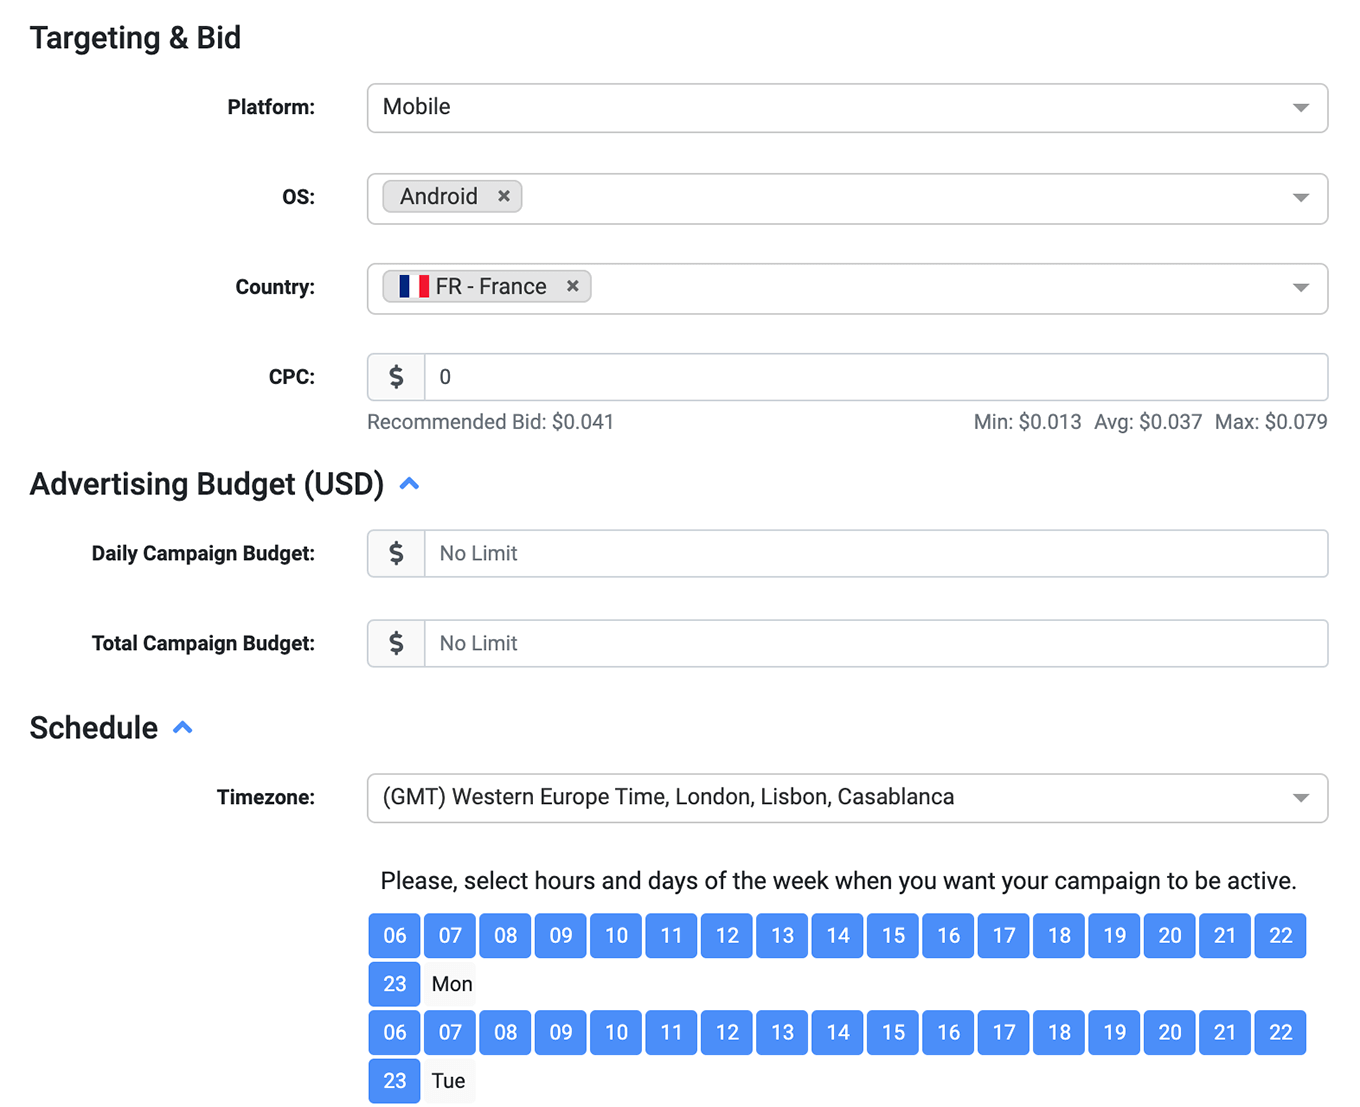 Targeting & Bid
Platform: Mobile
OS: Android ×
Country: FR - France ×
CPC: $ 0
Recommended Bid: $0.041 Min: $0.013 Avg: $0.037 Max: $0.079
Advertising Budget (USD)
Daily Campaign Budget: $ No Limit
Total Campaign Budget: $ No Limit
Schedule
Timezone: (GMT) Western Europe Time, London, Lisbon, Casablanca
Please, select hours and days of the week when you want your campaign to be active.
06 07 08 09 10 11 12 13 14 15 16 17 18 19 20 21 22
23 Mon
06 07 08 09 10 11 12 13 14 15 16 17 18 19 20 21 22
23 Tue